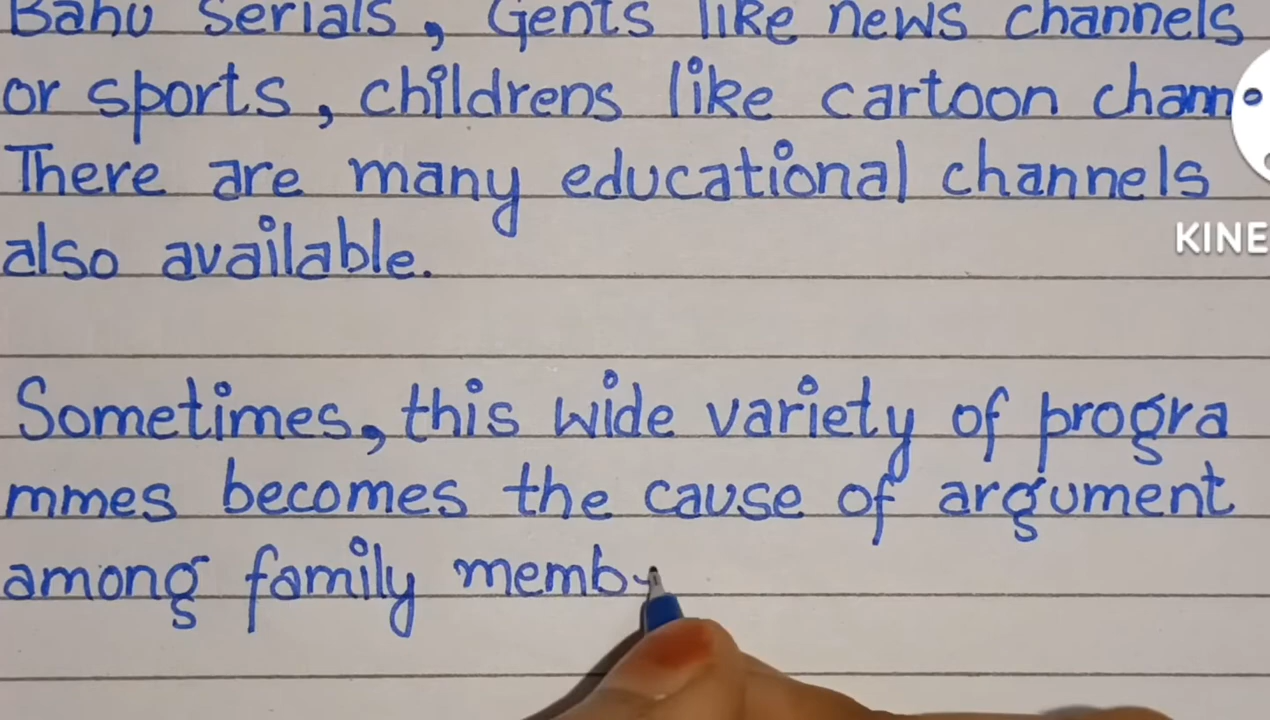 Bahu Serials, Gents like news channels
or sports, childrens like cartoon chann
There are many educational channels
also available.
KINE
Sometimes, this wide variety of progra
mmes becomes the cause of argument
among family memb